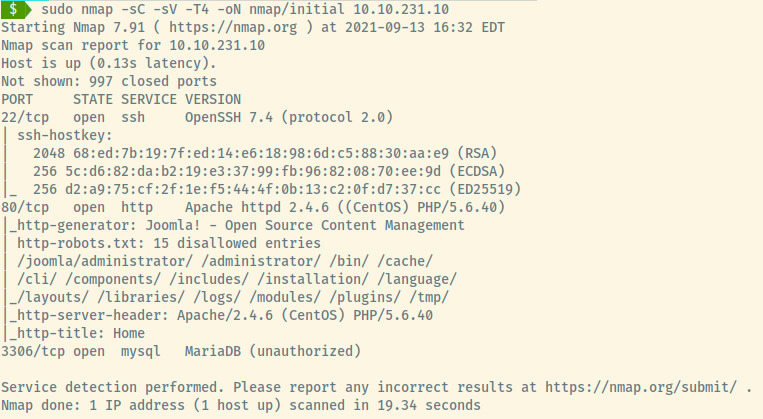 $ sudo nmap -sC -sV -T4 -oN nmap/initial 10.10.231.10
Starting Nmap 7.91 ( https://nmap.org ) at 2021-09-13 16:32 EDT
Nmap scan report for 10.10.231.10
Host is up (0.13s latency).
Not shown: 997 closed ports
PORT     STATE SERVICE VERSION
22/tcp   open  ssh     OpenSSH 7.4 (protocol 2.0)
| ssh-hostkey:
|   2048 68:ed:7b:19:7f:ed:14:e6:18:98:6d:c5:88:30:aa:e9 (RSA)
|   256 5c:d6:82:da:b2:19:e3:37:99:fb:96:82:08:70:ee:9d (ECDSA)
|_  256 d2:a9:75:cf:2f:1e:f5:44:4f:0b:13:c2:0f:d7:37:cc (ED25519)
80/tcp   open  http    Apache httpd 2.4.6 ((CentOS) PHP/5.6.40)
|_http-generator: Joomla! - Open Source Content Management
| http-robots.txt: 15 disallowed entries
| /joomla/administrator/ /administrator/ /bin/ /cache/
| /cli/ /components/ /includes/ /installation/ /language/
|_/layouts/ /libraries/ /logs/ /modules/ /plugins/ /tmp/
|_http-server-header: Apache/2.4.6 (CentOS) PHP/5.6.40
|_http-title: Home
3306/tcp open  mysql   MariaDB (unauthorized)
Service detection performed. Please report any incorrect results at https://nmap.org/submit/ .
Nmap done: 1 IP address (1 host up) scanned in 19.34 seconds